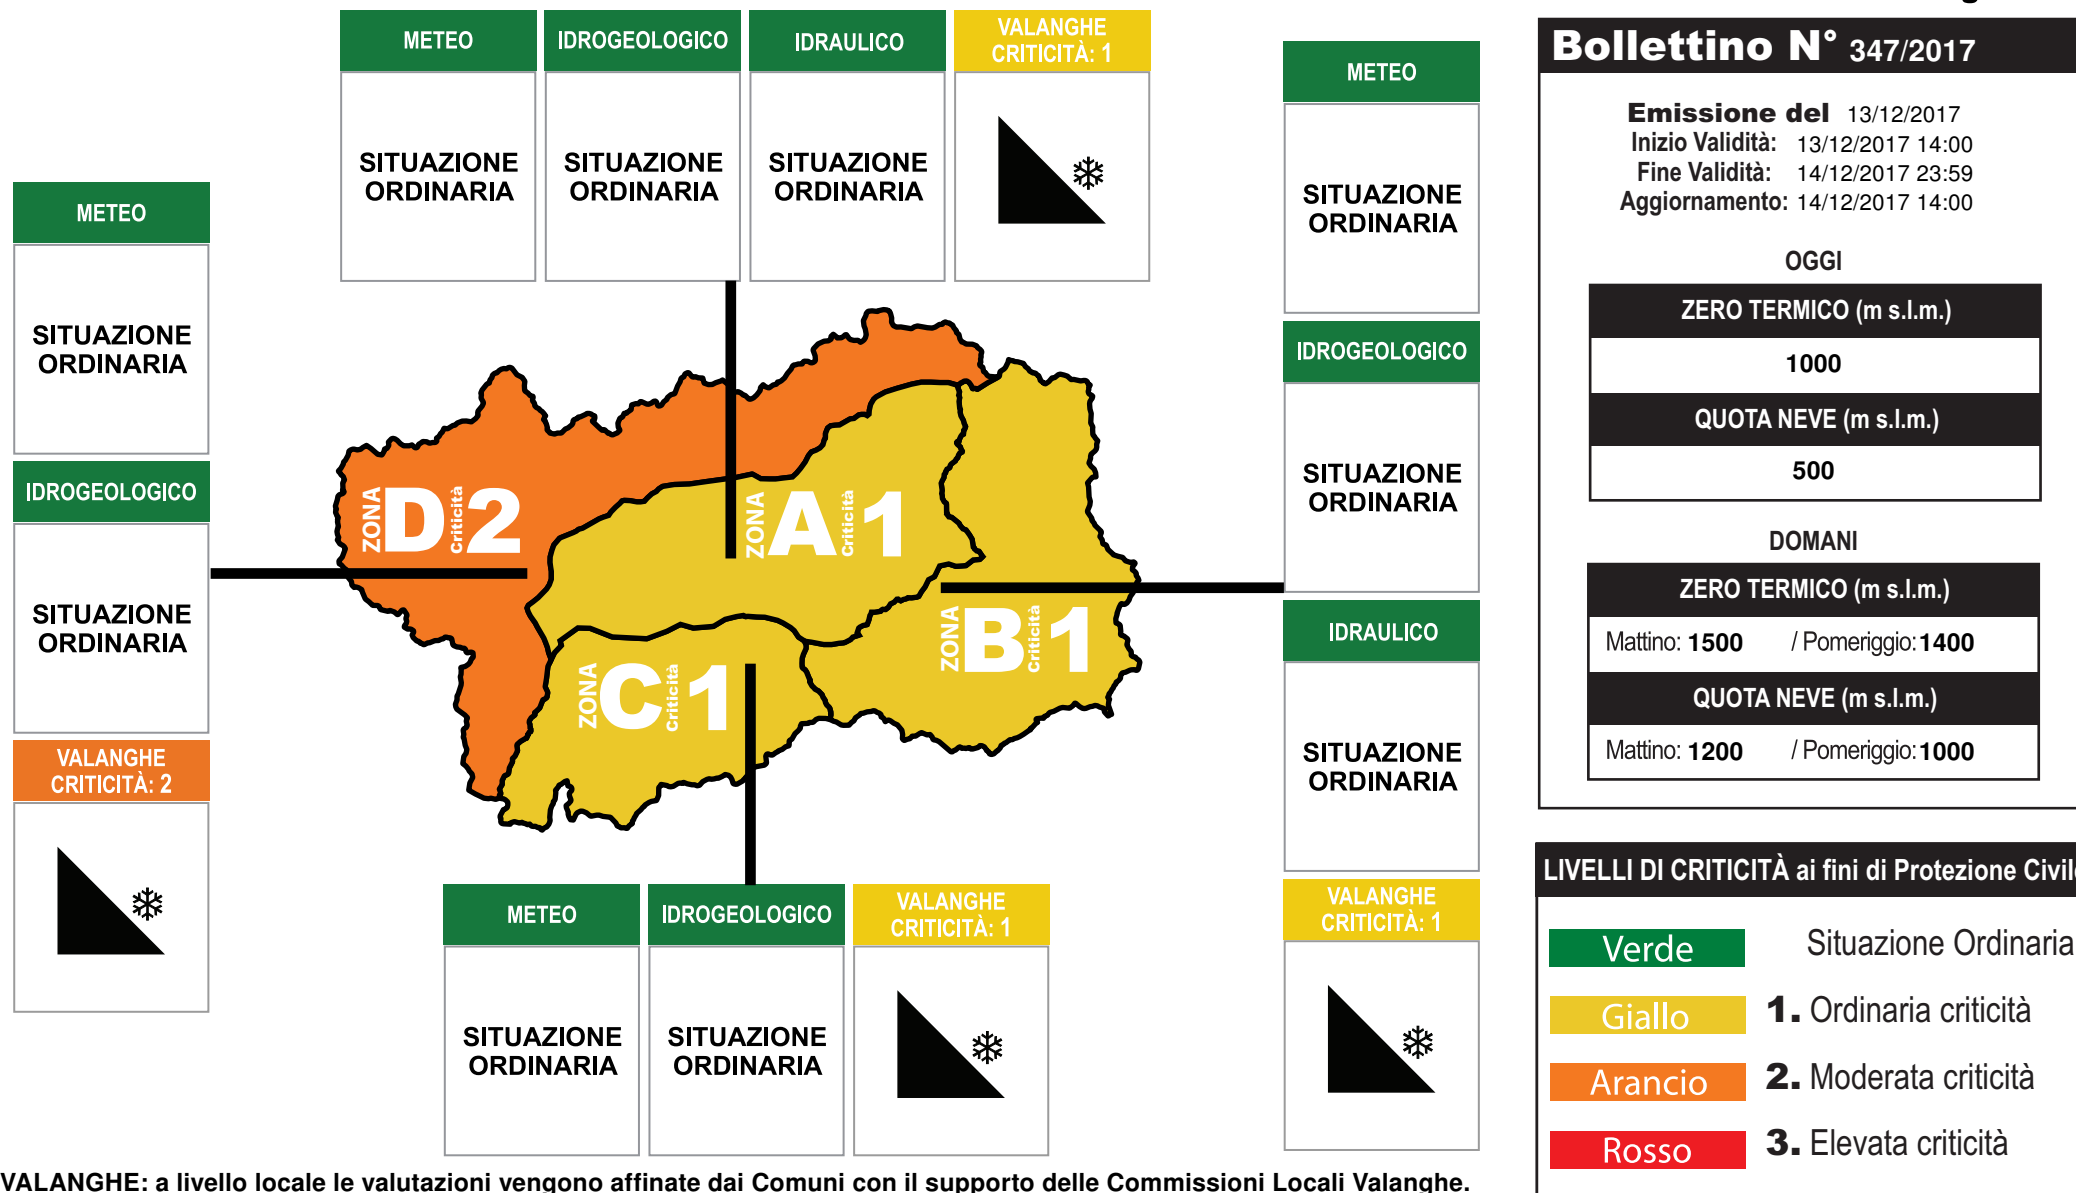 METEO
IDROGEOLOGICO
IDRAULICO
VALANGHE
CRITICITÀ: 1
SITUAZIONE
ORDINARIA
SITUAZIONE
ORDINARIA
SITUAZIONE
ORDINARIA
METEO
SITUAZIONE
ORDINARIA
IDROGEOLOGICO
SITUAZIONE
ORDINARIA
VALANGHE
CRITICITÀ: 2
METEO
SITUAZIONE
ORDINARIA
IDROGEOLOGICO
SITUAZIONE
ORDINARIA
IDRAULICO
SITUAZIONE
ORDINARIA
VALANGHE
CRITICITÀ: 1
ZONA D Criticità 2
ZONA A Criticità 1
ZONA B Criticità 1
ZONA C Criticità 1
METEO
IDROGEOLOGICO
VALANGHE
CRITICITÀ: 1
SITUAZIONE
ORDINARIA
SITUAZIONE
ORDINARIA
Bollettino N° 347/2017
Emissione del 13/12/2017
Inizio Validità: 13/12/2017 14:00
Fine Validità: 14/12/2017 23:59
Aggiornamento: 14/12/2017 14:00
OGGI
ZERO TERMICO (m s.l.m.)
1000
QUOTA NEVE (m s.l.m.)
500
DOMANI
ZERO TERMICO (m s.l.m.)
Mattino: 1500 / Pomeriggio: 1400
QUOTA NEVE (m s.l.m.)
Mattino: 1200 / Pomeriggio: 1000
LIVELLI DI CRITICITÀ ai fini di Protezione Civile
Verde Situazione Ordinaria
Giallo 1. Ordinaria criticità
Arancio 2. Moderata criticità
Rosso 3. Elevata criticità
VALANGHE: a livello locale le valutazioni vengono affinate dai Comuni con il supporto delle Commissioni Locali Valanghe.